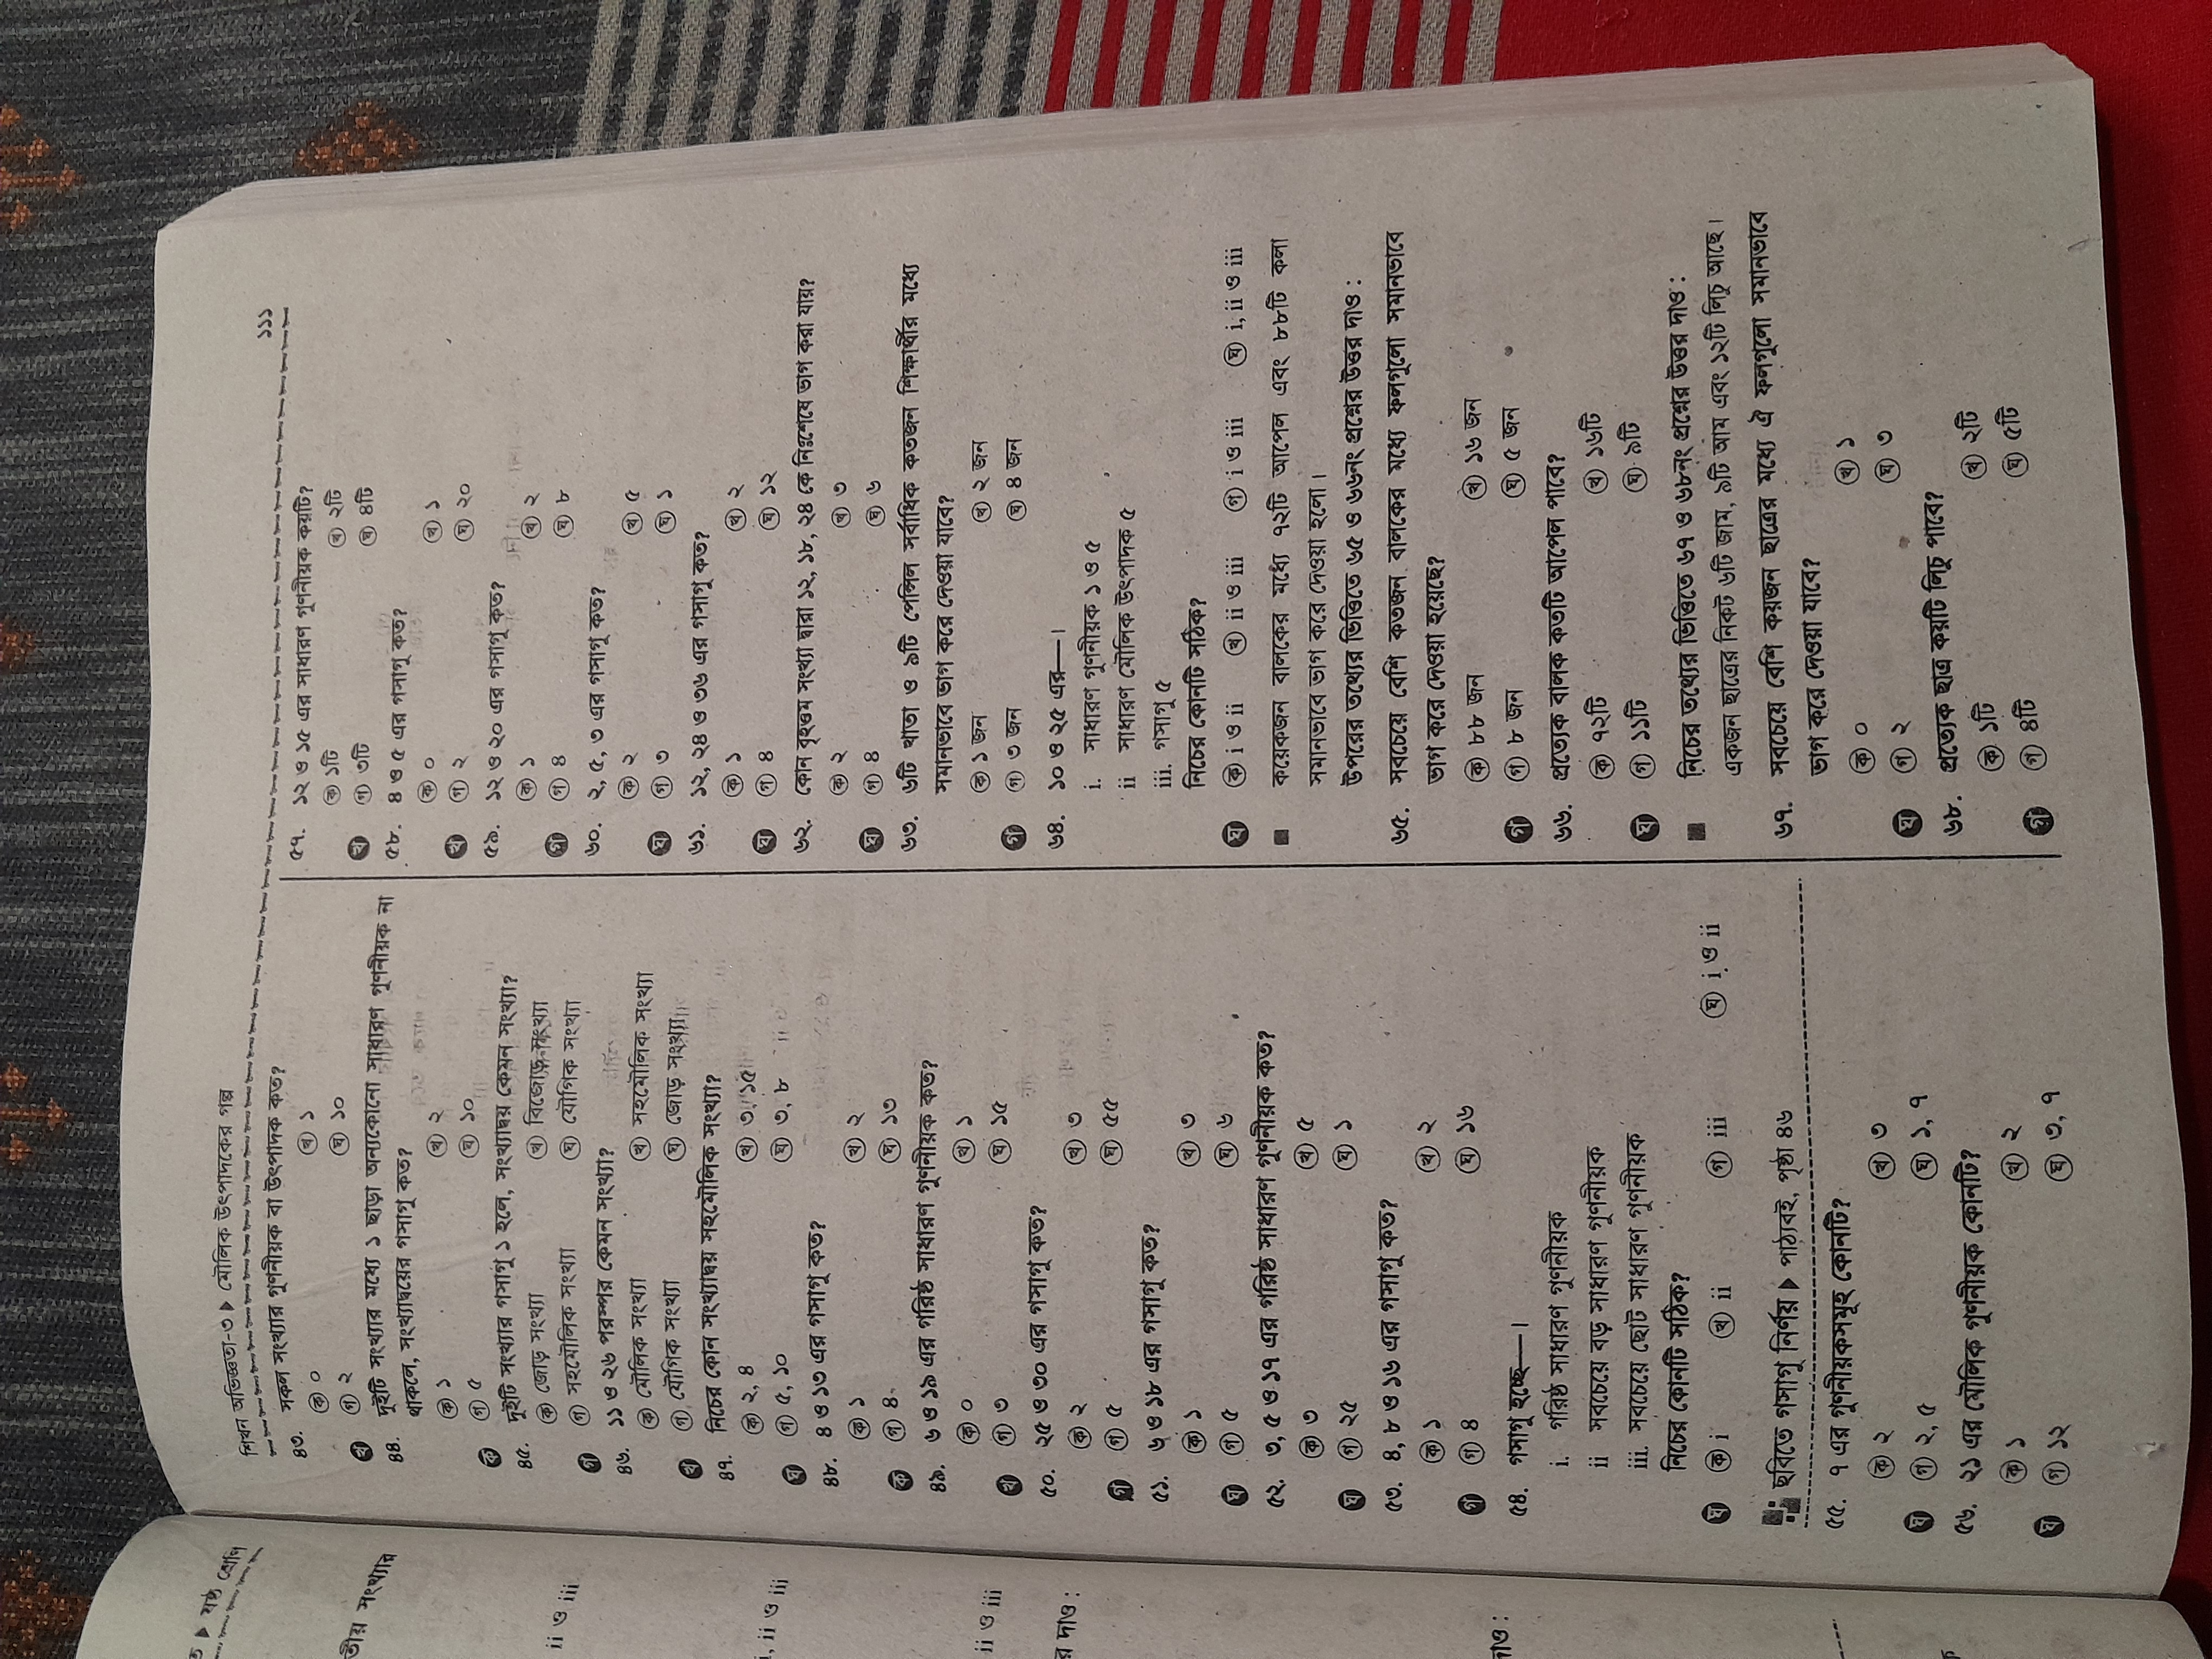 ত ▶ ষষ্ঠ শ্রেণি
তীয় সংখ্যার
ii ও iii
i, ii ও iii
ii ও iii
র দাও :
দাও :
শিখন অভিজ্ঞতা-৩ ▶ মৌলিক উৎপাদকের গল্প
১১১
৪৩. সকল সংখ্যার গুণনীয়ক বা উৎপাদক কত?
ক ০ খ ১
খ গ ২ ঘ ১০
৪৪. দুইটি সংখ্যার মধ্যে ১ ছাড়া অন্যকোনো সাধারণ গুণনীয়ক না
থাকলে, সংখ্যাদ্বয়ের গসাগু কত?
ক ১ খ ২
ক গ ৫ ঘ ১০
৪৫. দুইটি সংখ্যার গসাগু ১ হলে, সংখ্যাদ্বয় কেমন সংখ্যা?
ক জোড় সংখ্যা খ বিজোড় সংখ্যা
গ গ সহমৌলিক সংখ্যা ঘ যৌগিক সংখ্যা
৪৬. ১১ ও ২৬ পরস্পর কেমন সংখ্যা?
ক মৌলিক সংখ্যা খ সহমৌলিক সংখ্যা
খ গ যৌগিক সংখ্যা ঘ জোড় সংখ্যা
৪৭. নিচের কোন সংখ্যাদ্বয় সহমৌলিক সংখ্যা?
ক ২, ৪ খ ৩, ১৫
ঘ গ ৫, ১০ ঘ ৩, ৮
৪৮. ৪ ও ১৩ এর গসাগু কত?
ক ১ খ ২
ক গ ৪ ঘ ১৩
৪৯. ৬ ও ১৯ এর গরিষ্ঠ সাধারণ গুণনীয়ক কত?
ক ০ খ ১
খ গ ৩ ঘ ১৫
৫০. ২৫ ও ৩০ এর গসাগু কত?
ক ২ খ ৩
গ গ ৫ ঘ ৫৫
৫১. ৬ ও ১৮ এর গসাগু কত?
ক ১ খ ৩
ঘ গ ৫ ঘ ৬
৫২. ৩, ৫ ও ১৭ এর গরিষ্ঠ সাধারণ গুণনীয়ক কত?
ক ৩ খ ৫
ঘ গ ২৫ ঘ ১
৫৩. ৪, ৮ ও ১৬ এর গসাগু কত?
ক ১ খ ২
গ গ ৪ ঘ ১৬
৫৪. গসাগু হচ্ছে—।
i. গরিষ্ঠ সাধারণ গুণনীয়ক
ii সবচেয়ে বড় সাধারণ গুণনীয়ক
iii. সবচেয়ে ছোট সাধারণ গুণনীয়ক
নিচের কোনটি সঠিক?
ঘ ক i খ ii গ iii ঘ i ও ii
ছবিতে গসাগু নির্ণয় ▶ পাঠ্যবই, পৃষ্ঠা ৪৬
৫৫. ৭ এর গুণনীয়কসমূহ কোনটি?
ক ২ খ ৩
ঘ গ ২, ৫ ঘ ১, ৭
৫৬. ২১ এর মৌলিক গুণনীয়ক কোনটি?
ক ১ খ ২
ঘ গ ১২ ঘ ৩, ৭
৫৭. ১২ ও ১৫ এর সাধারণ গুণনীয়ক কয়টি?
ক ১টি খ ২টি
খ গ ৩টি ঘ ৪টি
৫৮. ৪ ও ৫ এর গসাগু কত?
ক ০ খ ১
খ গ ২ ঘ ২০
৫৯. ১২ ও ২০ এর গসাগু কত?
ক ১ খ ২
গ গ ৪ ঘ ৮
৬০. ২, ৫, ৩ এর গসাগু কত?
ক ২ খ ৫
ঘ গ ৩ ঘ ১
৬১. ১২, ২৪ ও ৩৬ এর গসাগু কত?
ক ১ খ ২
ঘ গ ৪ ঘ ১২
৬২. কোন বৃহত্তম সংখ্যা দ্বারা ১২, ১৮, ২৪ কে নিঃশেষে ভাগ করা যায়?
ক ২ খ ৩
ঘ গ ৪ ঘ ৬
৬৩. ৬টি খাতা ও ৯টি পেন্সিল সর্বাধিক কতজন শিক্ষার্থীর মধ্যে
সমানভাবে ভাগ করে দেওয়া যাবে?
ক ১ জন খ ২ জন
গ গ ৩ জন ঘ ৪ জন
৬৪. ১০ ও ২৫ এর—।
i. সাধারণ গুণনীয়ক ১ ও ৫
ii সাধারণ মৌলিক উৎপাদক ৫
iii. গসাগু ৫
নিচের কোনটি সঠিক?
ঘ ক i ও ii খ ii ও iii গ i ও iii ঘ i, ii ও iii
■ কয়েকজন বালকের মধ্যে ৭২টি আপেল এবং ৮৮টি কলা
সমানভাবে ভাগ করে দেওয়া হলো।
উপরের তথ্যের ভিত্তিতে ৬৫ ও ৬৬নং প্রশ্নের উত্তর দাও :
৬৫. সবচেয়ে বেশি কতজন বালকের মধ্যে ফলগুলো সমানভাবে
ভাগ করে দেওয়া হয়েছে?
ক ৮৮ জন খ ১৬ জন
গ গ ৮ জন ঘ ৫ জন
৬৬. প্রত্যেক বালক কতটি আপেল পাবে?
ক ৭২টি খ ১৬টি
ঘ গ ১১টি ঘ ৯টি
■ নিচের তথ্যের ভিত্তিতে ৬৭ ও ৬৮নং প্রশ্নের উত্তর দাও :
একজন ছাত্রের নিকট ৬টি জাম, ৯টি আম এবং ১২টি লিচু আছে।
৬৭. সবচেয়ে বেশি কয়জন ছাত্রের মধ্যে ঐ ফলগুলো সমানভাবে
ভাগ করে দেওয়া যাবে?
ক ০ খ ১
ঘ গ ২ ঘ ৩
৬৮. প্রত্যেক ছাত্র কয়টি লিচু পাবে?
ক ১টি খ ২টি
গ গ ৪টি ঘ ৫টি